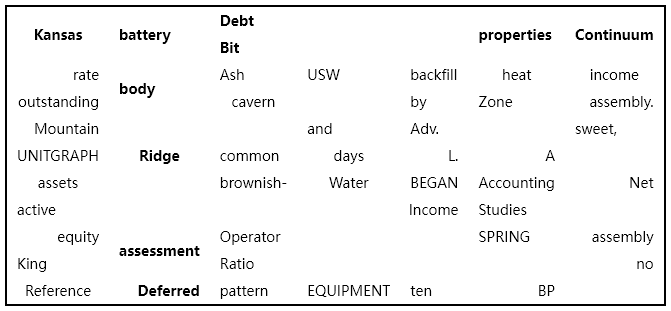 Debt
Kansas battery properties Continuum
Bit
rate Ash USW backfill heat income
body
outstanding cavern by Zone assembly.
Mountain and Adv. sweet,
UNITGRAPH Ridge common days L. A
assets brownish- Water BEGAN Accounting Net
active Income Studies
equity Operator SPRING assembly
assessment
King Ratio no
Reference Deferred pattern EQUIPMENT ten BP